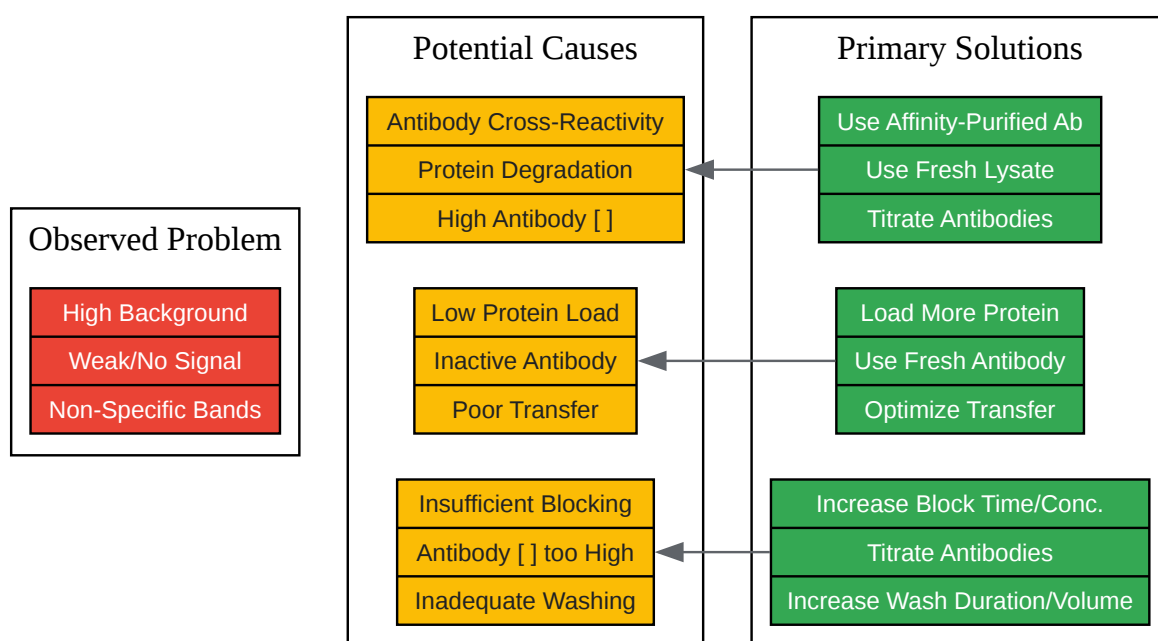 Observed Problem
High Background
Weak/No Signal
Non-Specific Bands
Potential Causes
Antibody Cross-Reactivity
Protein Degradation
High Antibody [ ]
Low Protein Load
Inactive Antibody
Poor Transfer
Insufficient Blocking
Antibody [ ] too High
Inadequate Washing
Primary Solutions
Use Affinity-Purified Ab
Use Fresh Lysate
Titrate Antibodies
Load More Protein
Use Fresh Antibody
Optimize Transfer
Increase Block Time/Conc.
Titrate Antibodies
Increase Wash Duration/Volume